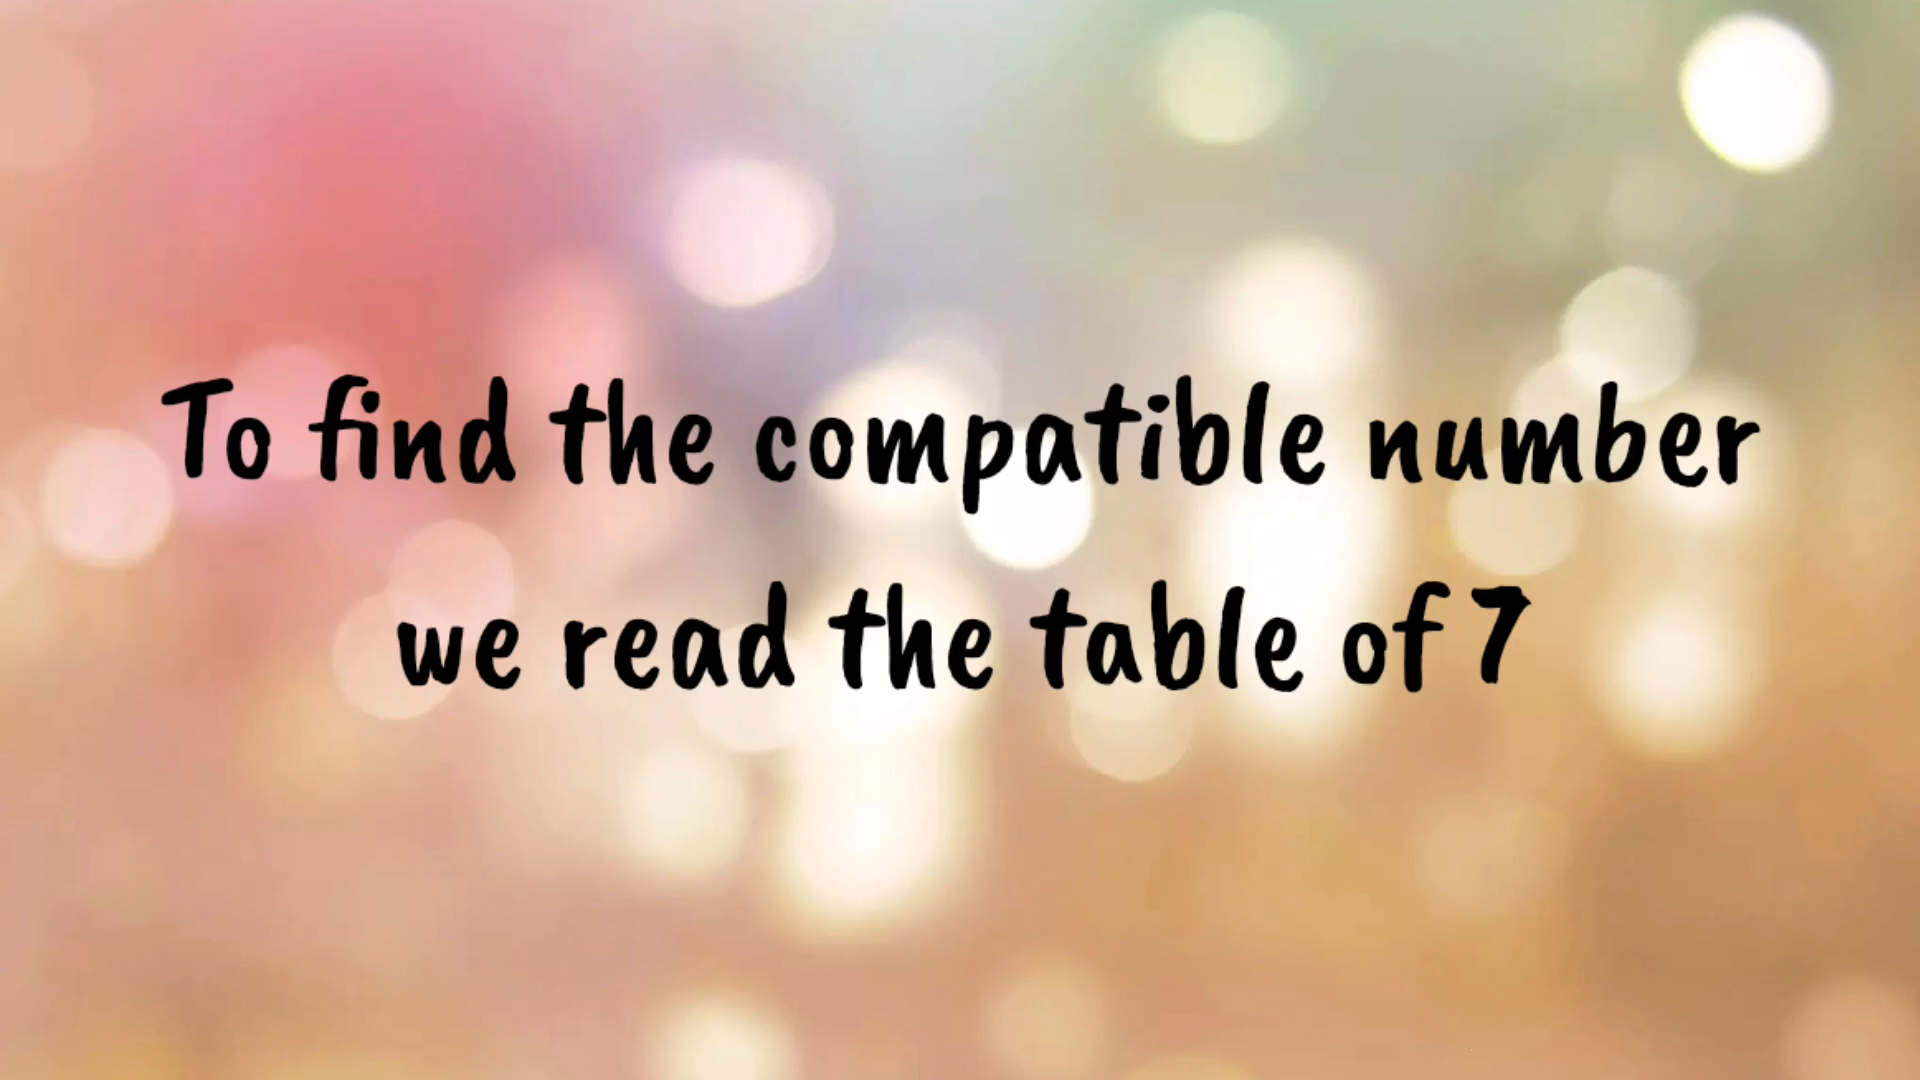 To find the compatible number
we read the table of 7